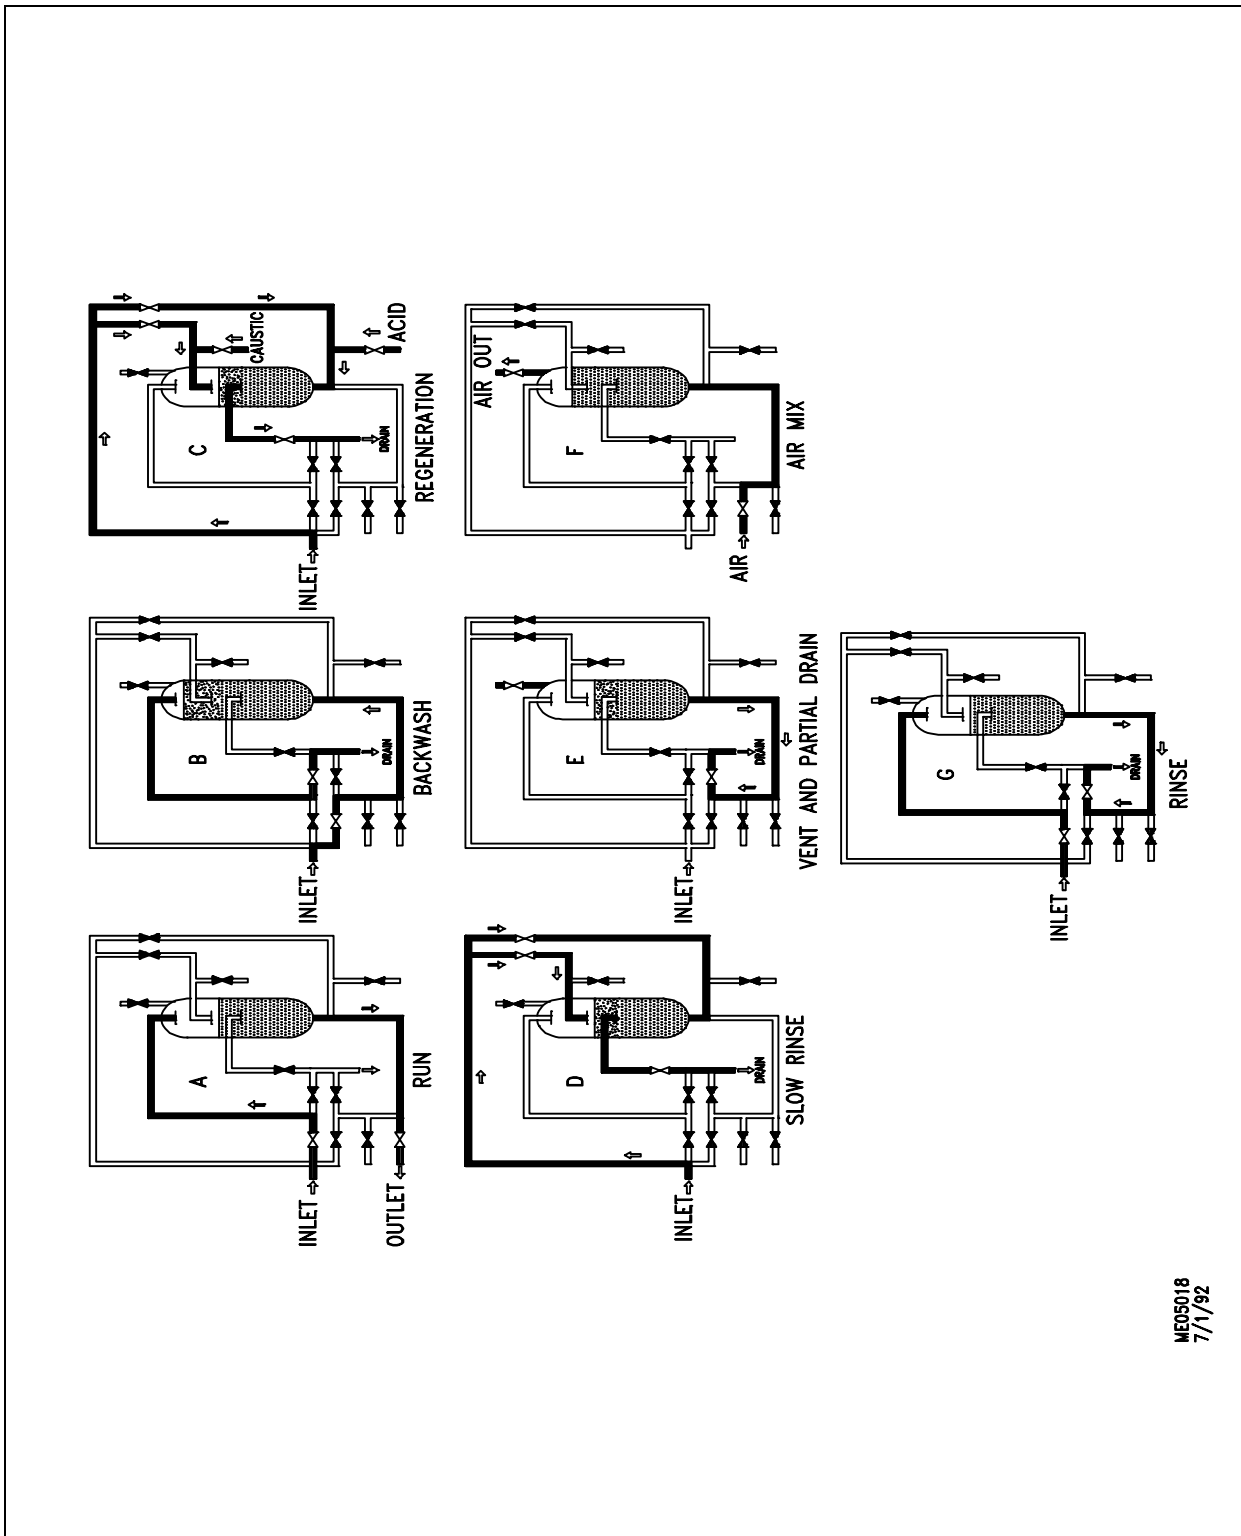 INLET
OUTLET
A
RUN
INLET
B
DRAIN
BACKWASH
INLET
C
CAUSTIC
DRAIN
ACID
REGENERATION
INLET
D
DRAIN
SLOW RINSE
INLET
E
DRAIN
VENT AND PARTIAL DRAIN
AIR
AIR OUT
F
AIR MIX
INLET
G
DRAIN
RINSE
ME05018
7/1/92